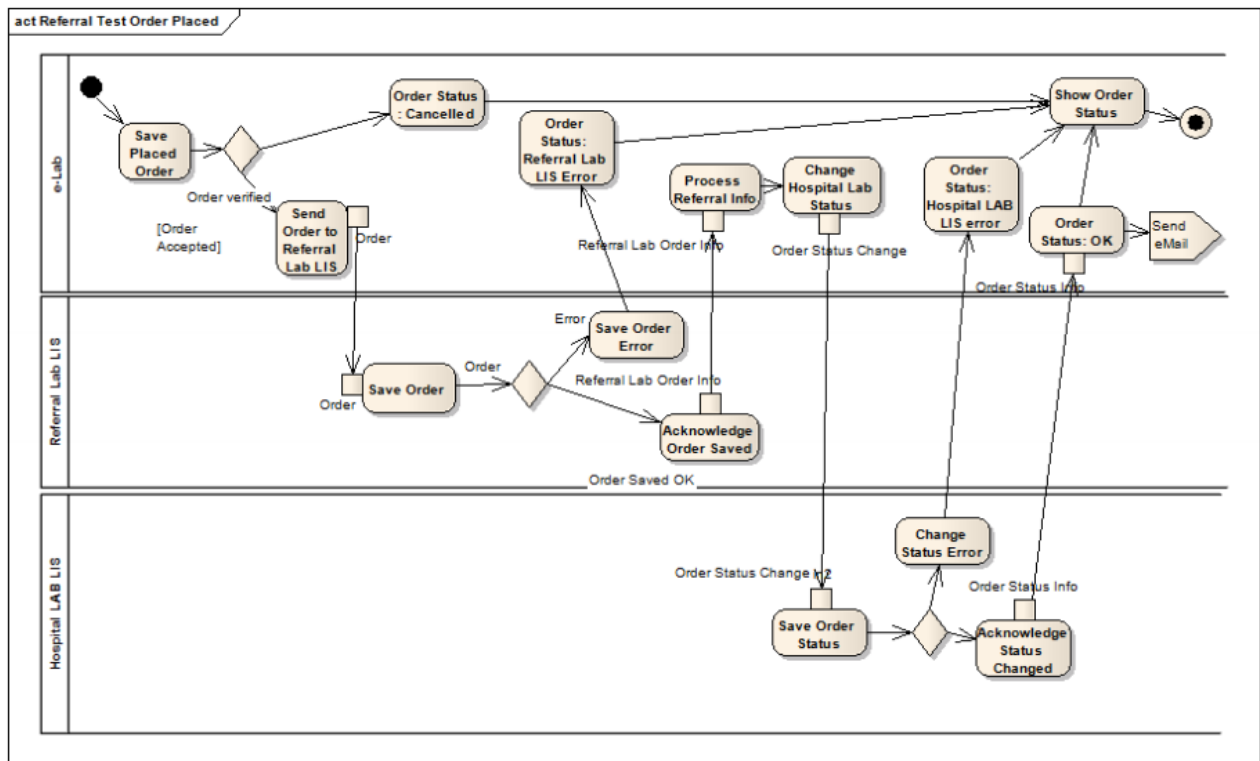 act Referral Test Order Placed
e-Lab
Save
Placed
Order
Order verified
[Order
Accepted]
Order Status
: Cancelled
Send
Order to
Referral
Lab LIS
Order
Order
Status:
Referral Lab
LIS Error
Process
Referral Info
Referral Lab Order Info
Change
Hospital Lab
Status
Order Status Change
Order
Status:
Hospital LAB
LIS error
Show Order
Status
Order
Status: OK
Order Status Info
Send
eMail
Referral Lab LIS
Order
Save Order
Order
Error
Save Order
Error
Referral Lab Order Info
Acknowledge
Order Saved
Order Saved OK
Hospital LAB LIS
Order Status Change
Save Order
Status
Change
Status Error
Order Status Info
Acknowledge
Status
Changed